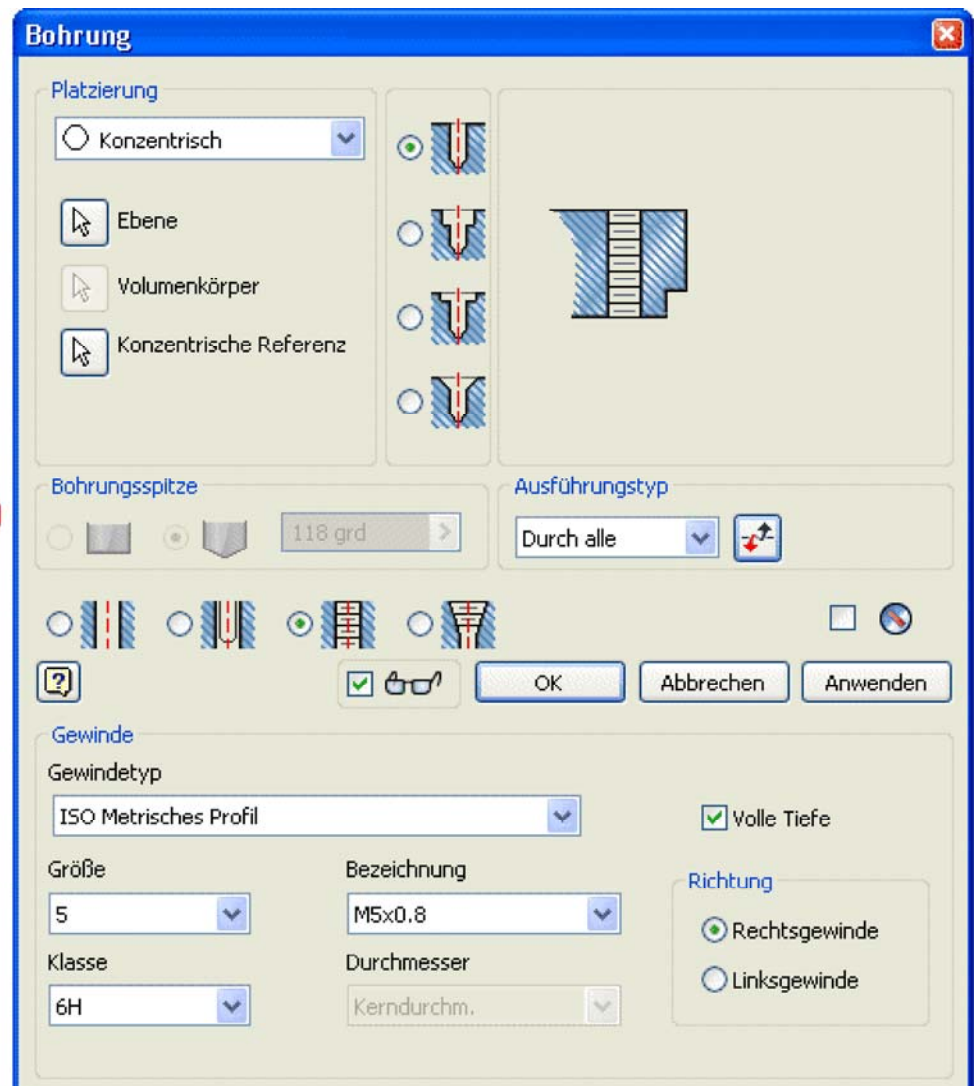 Bohrung
Platzierung
Konzentrisch
Ebene
Volumenkörper
Konzentrische Referenz
Bohrungsspitze
118 grd
Ausführungstyp
Durch alle
OK
Abbrechen
Anwenden
Gewinde
Gewindetyp
ISO Metrisches Profil
Volle Tiefe
Größe
Bezeichnung
5
M5x0.8
Richtung
Rechtsgewinde
Klasse
Durchmesser
Linksgewinde
6H
Kerndurchm.